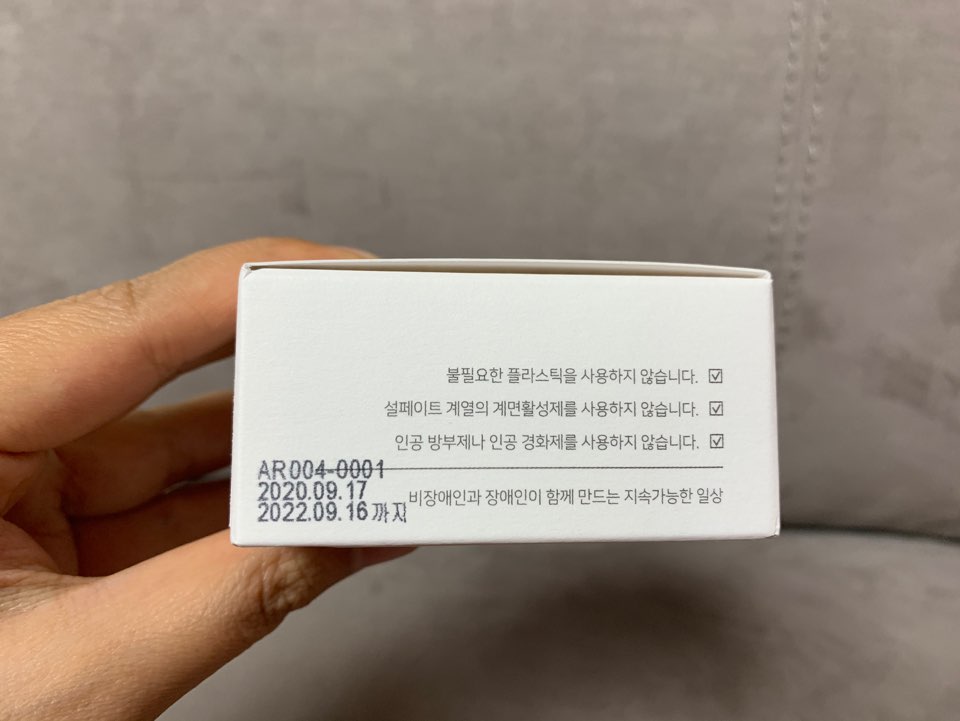 불필요한 플라스틱을 사용하지 않습니다. ☑
설페이트 계열의 계면활성제를 사용하지 않습니다. ☑
인공 방부제나 인공 경화제를 사용하지 않습니다. ☑
AR004-0001
2020.09.17
2022.09.16 까지
비장애인과 장애인이 함께 만드는 지속가능한 일상